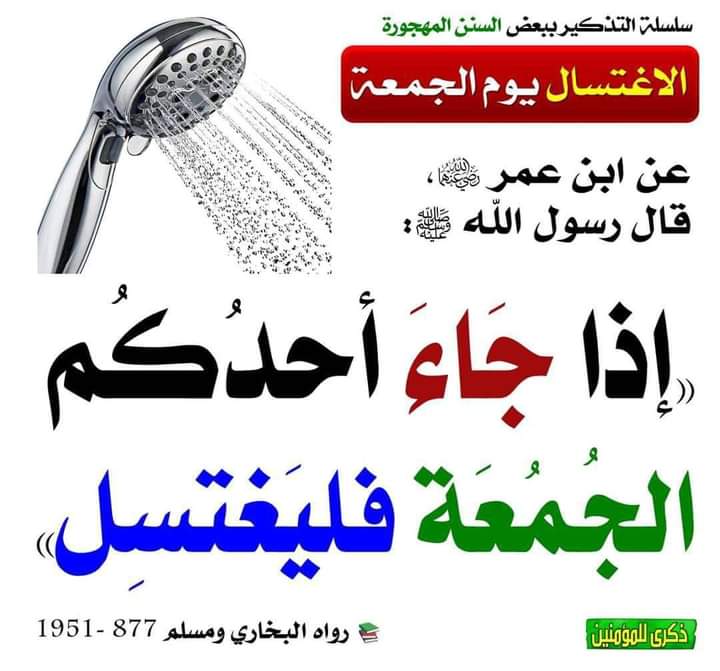 سلسلة التذكير ببعض السنن المهجورة
الاغتسال يوم الجمعة
عن ابن عمر رضي الله عنهما،
قال رسول الله ﷺ :
«إذا جَاءَ أحدُكُم
الجُمُعَة فليَغتسِل»
رواه البخاري ومسلم 877 -1951
ذكرى للمؤمنين